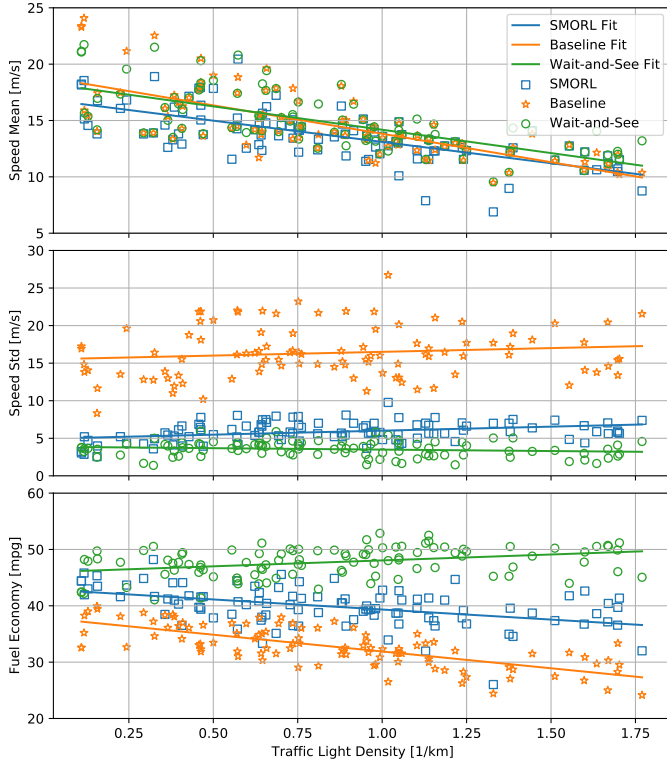 25
20
15
10
5
Speed Mean [m/s]
SMORL Fit
Baseline Fit
Wait-and-See Fit
SMORL
Baseline
Wait-and-See
30
25
20
15
10
5
0
Speed Std [m/s]
60
50
40
30
20
Fuel Economy [mpg]
0.25 0.50 0.75 1.00 1.25 1.50 1.75
Traffic Light Density [1/km]